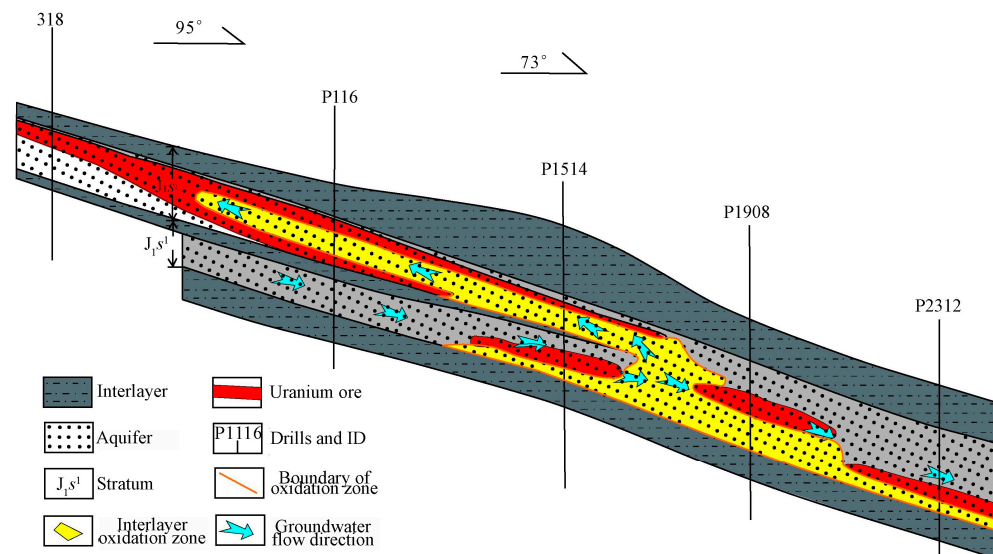 318
95°
73°
P116
P1514
P1908
P2312
J₁s¹
Interlayer
Uranium ore
Aquifer
P1116
Drills and ID
J₁s¹
Stratum
Boundary of
oxidation zone
Interlayer
oxidation zone
Groundwater
flow direction